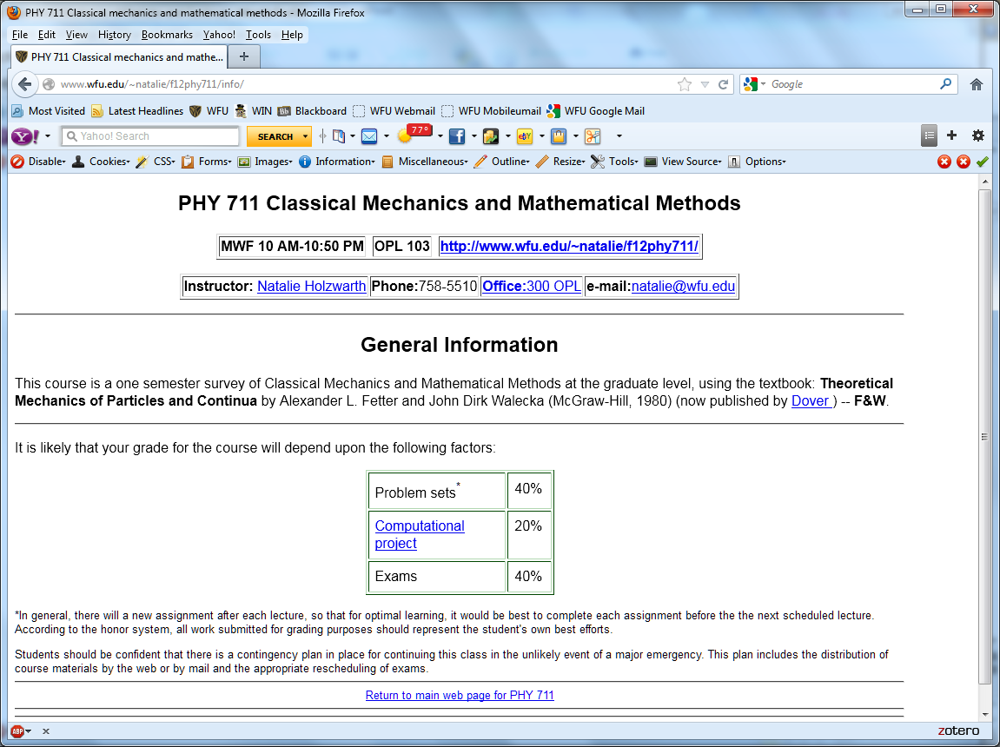 PHY 711 Classical mechanics and mathematical methods - Mozilla Firefox
File Edit View History Bookmarks Yahoo! Tools Help
PHY 711 Classical mechanics and mathe... +
www.wfu.edu/~natalie/f12phy711/info/ Google
Most Visited Latest Headlines WFU WIN Bb Blackboard WFU Webmail WFU Mobileumail WFU Google Mail
Y! Yahoo! Search SEARCH 77° f
Disable Cookies CSS Forms Images Information Miscellaneous Outline Resize Tools View Source Options
PHY 711 Classical Mechanics and Mathematical Methods
MWF 10 AM-10:50 PM OPL 103 http://www.wfu.edu/~natalie/f12phy711/
Instructor: Natalie Holzwarth Phone:758-5510 Office:300 OPL e-mail:natalie@wfu.edu
General Information
This course is a one semester survey of Classical Mechanics and Mathematical Methods at the graduate level, using the textbook: Theoretical
Mechanics of Particles and Continua by Alexander L. Fetter and John Dirk Walecka (McGraw-Hill, 1980) (now published by Dover ) -- F&W.
It is likely that your grade for the course will depend upon the following factors:
Problem sets* 40%
Computational 20%
project
Exams 40%
*In general, there will a new assignment after each lecture, so that for optimal learning, it would be best to complete each assignment before the the next scheduled lecture.
According to the honor system, all work submitted for grading purposes should represent the student's own best efforts.
Students should be confident that there is a contingency plan in place for continuing this class in the unlikely event of a major emergency. This plan includes the distribution of
course materials by the web or by mail and the appropriate rescheduling of exams.
Return to main web page for PHY 711
ABP x zotero